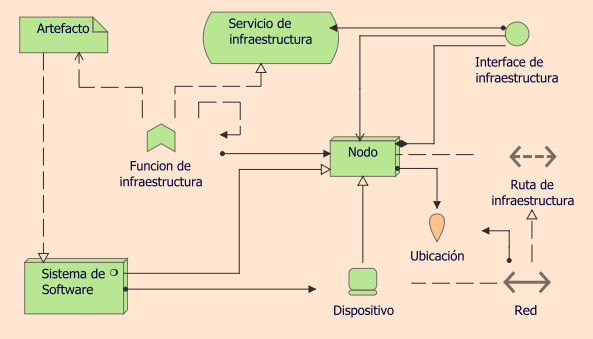 Artefacto
Servicio de
infraestructura
Interface de
infraestructura
Funcion de
infraestructura
Nodo
Ruta de
infraestructura
Ubicación
Sistema de
Software
Dispositivo
Red